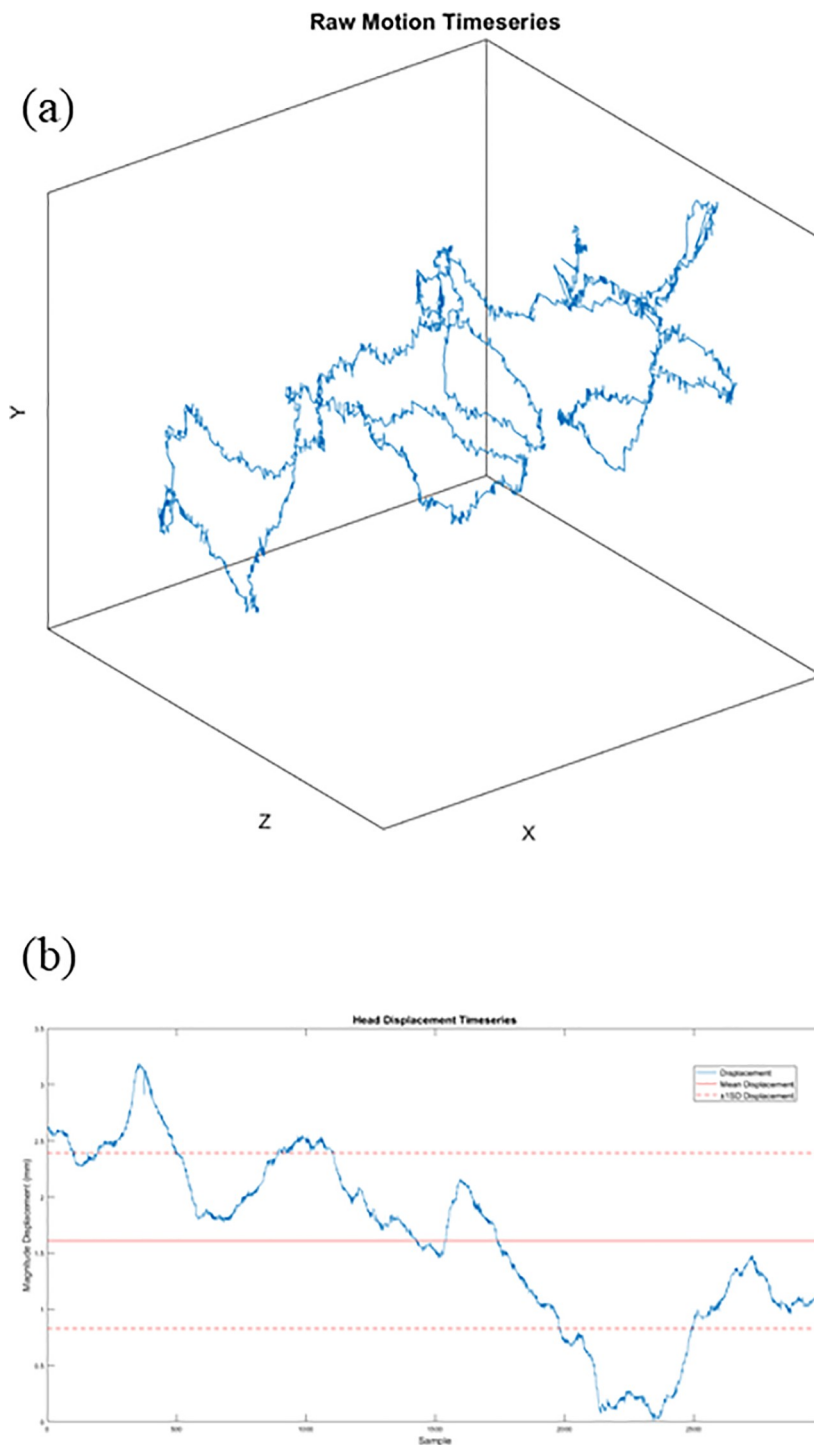 Raw Motion Timeseries
(a)
Y
Z
X
(b)
Head Displacement Timeseries
3.5
3
2.5
2
1.5
1
0.5
0
Magnitude Displacement (mm)
Displacement
Mean Displacement
±1SD Displacement
0 500 1000 1500 2000 2500
Sample